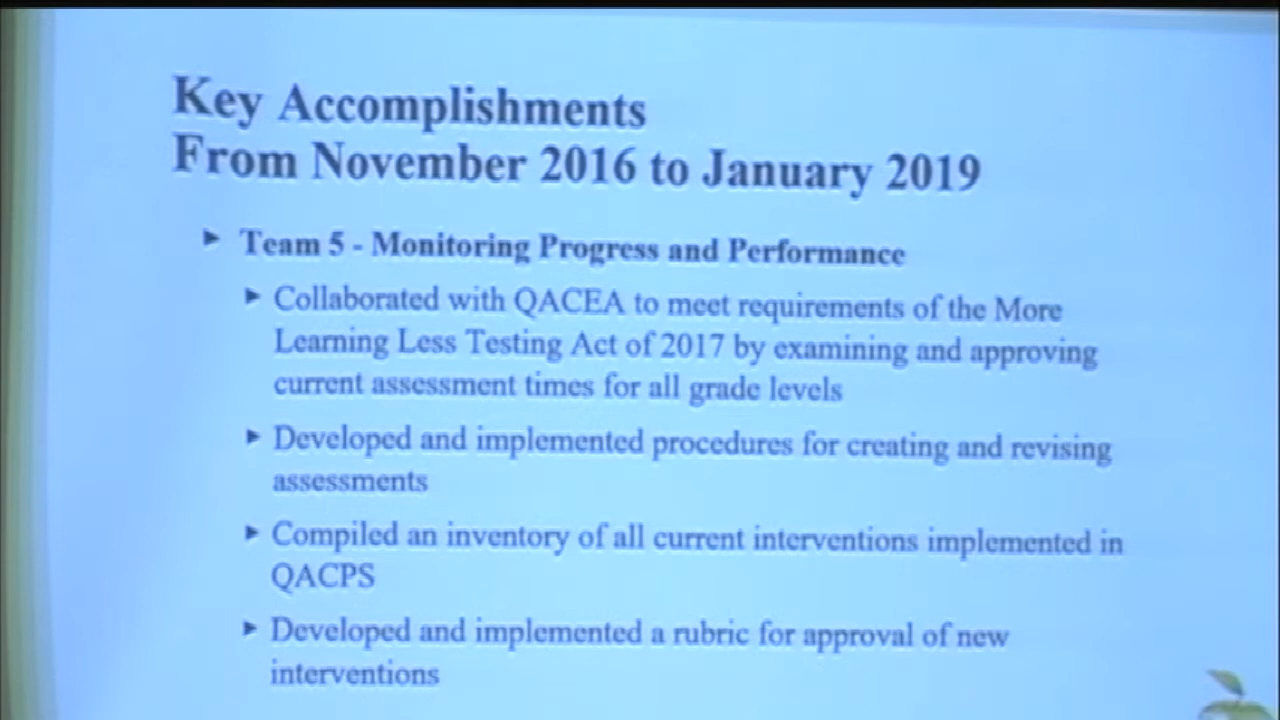 Key Accomplishments
From November 2016 to January 2019
Team 5 - Monitoring Progress and Performance
Collaborated with QACEA to meet requirements of the More
Learning Less Testing Act of 2017 by examining and approving
current assessment times for all grade levels
Developed and implemented procedures for creating and revising
assessments
Compiled an inventory of all current interventions implemented in
QACPS
Developed and implemented a rubric for approval of new
interventions